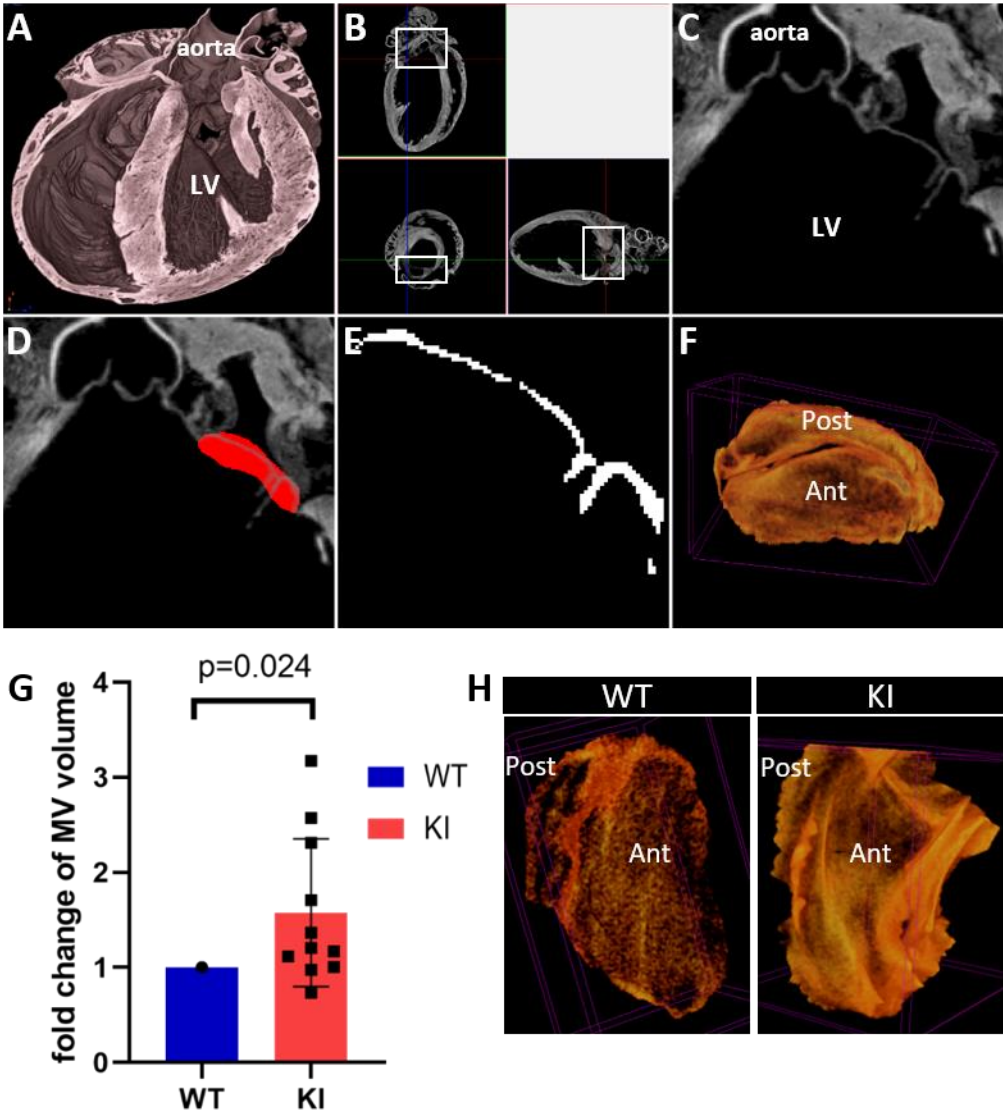 A
aorta
LV
B
C
aorta
LV
D
E
F
Post
Ant
G
p=0.024
fold change of MV volume
4
3
2
1
0
WT
KI
WT
KI
H
WT
KI
Post
Ant
Post
Ant